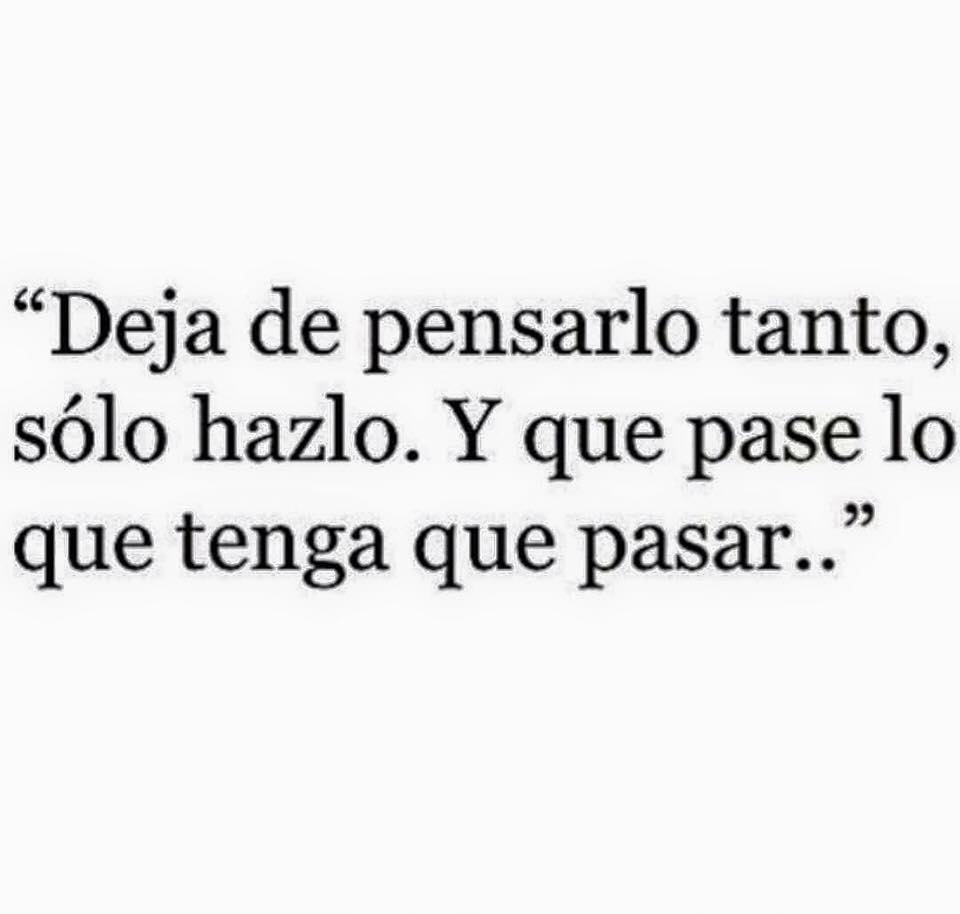 “Deja de pensarlo tanto,
sólo hazlo. Y que pase lo
que tenga que pasar..”